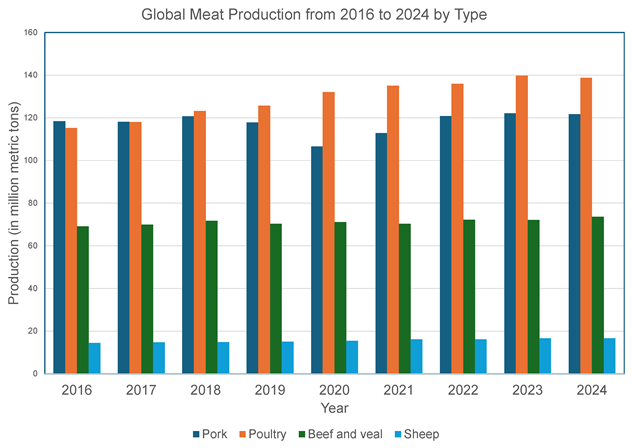 Global Meat Production from 2016 to 2024 by Type
Production (in million metric tons)
160
140
120
100
80
60
40
20
0
2016 2017 2018 2019 2020 2021 2022 2023 2024
Year
Pork Poultry Beef and veal Sheep